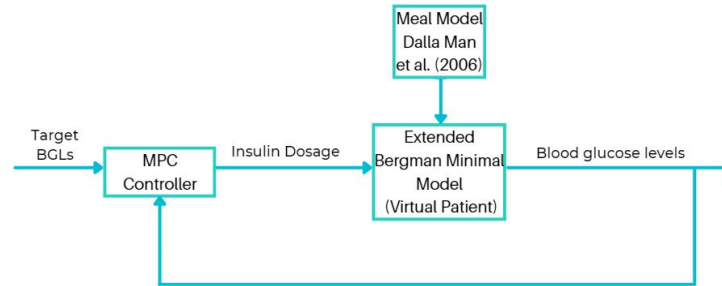 Meal Model
Dalla Man
et al. (2006)
Target
BGLs
MPC
Controller
Insulin Dosage
Extended
Bergman Minimal
Model
(Virtual Patient)
Blood glucose levels